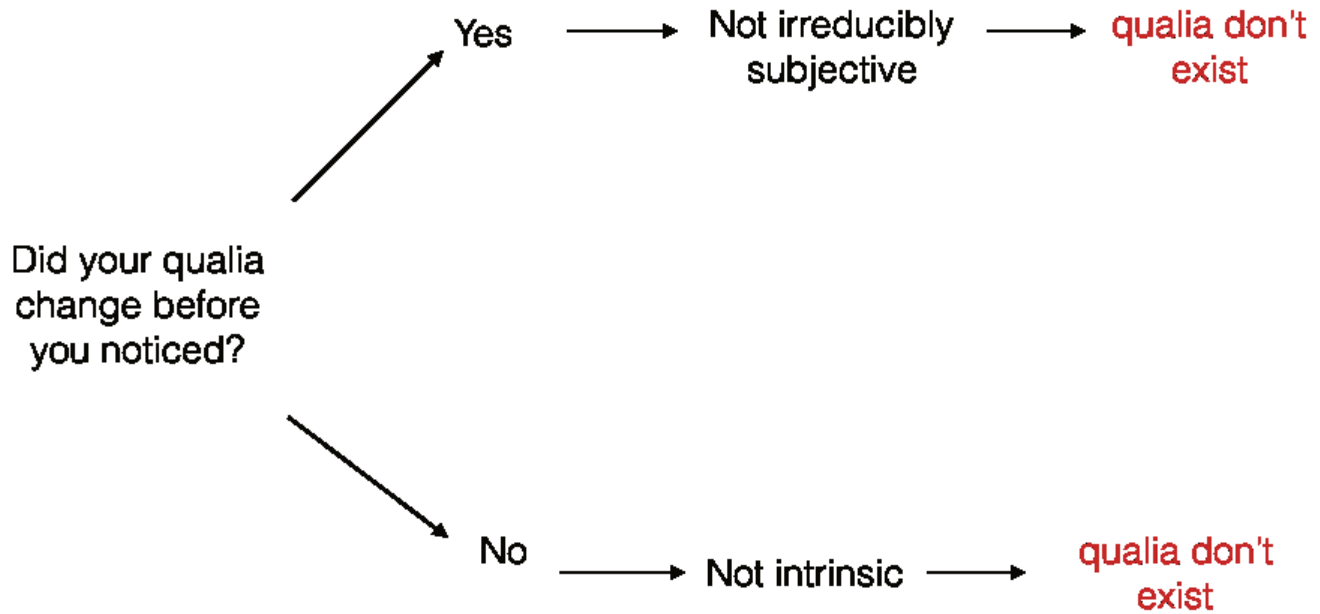 Yes
Not irreducibly
subjective
qualia don't
exist
Did your qualia
change before
you noticed?
No
Not intrinsic
qualia don't
exist